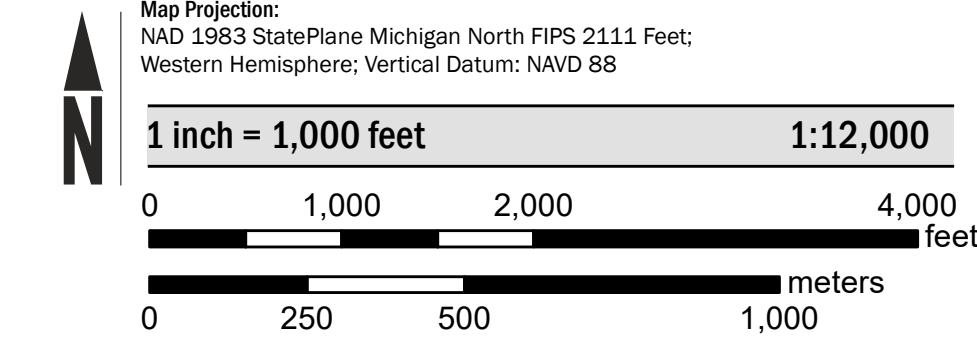 Map Projection:
NAD 1983 StatePlane Michigan North FIPS 2111 Feet;
Western Hemisphere; Vertical Datum: NAVD 88
N
1 inch = 1,000 feet 1:12,000
0 1,000 2,000 4,000
feet
meters
0 250 500 1,000